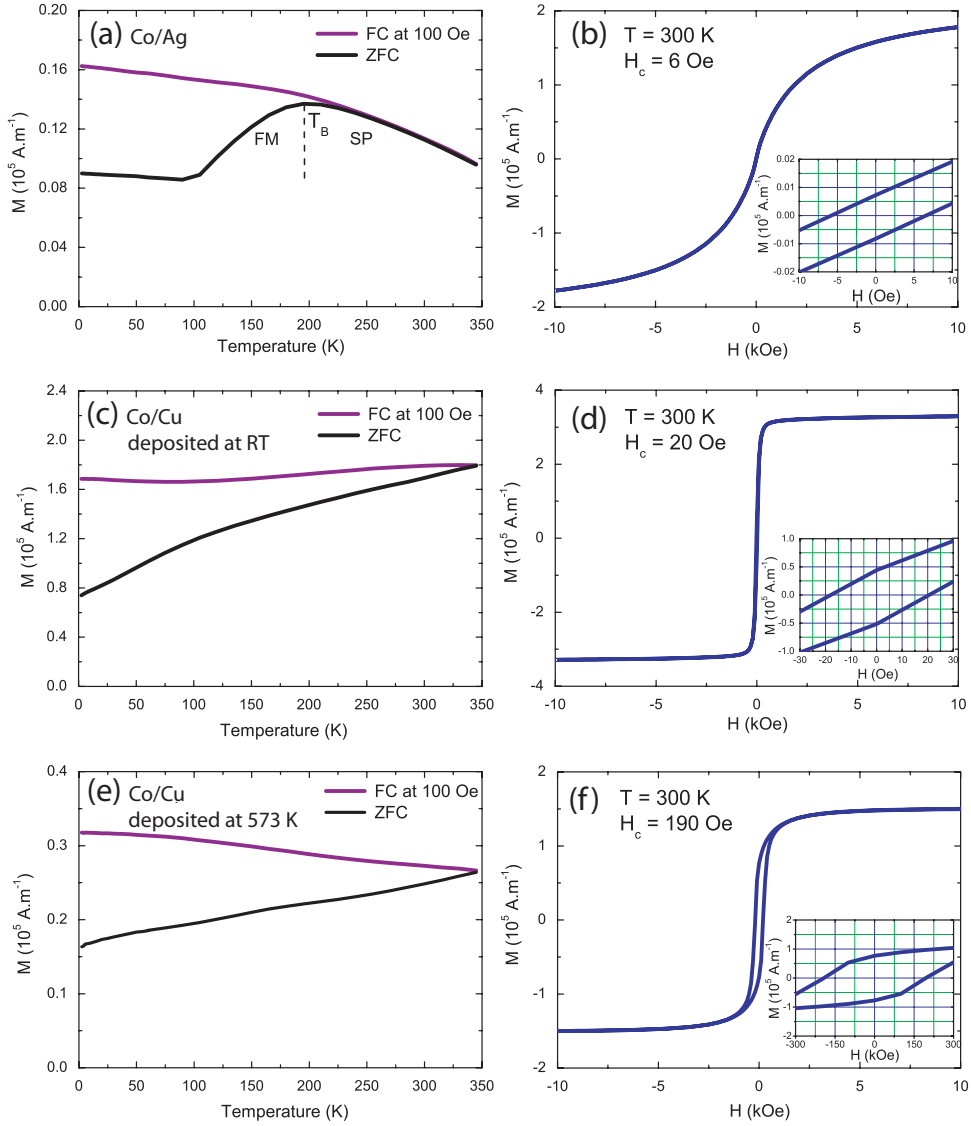 (a) Co/Ag
FC at 100 Oe
ZFC
FM
T_B
SP
0.20
0.16
0.12
0.08
0.04
0.00
M (10^5 A.m^-1)
0 50 100 150 200 250 300 350
Temperature (K)
(b) T = 300 K
H_c = 6 Oe
2
1
0
-1
-2
M (10^5 A.m^-1)
-10 -5 0 5 10
H (kOe)
0.02
0.01
0.00
-0.01
-0.02
M (10^5 A.m^-1)
-10 -5 0 5 10
H (Oe)
(c) Co/Cu
deposited at RT
FC at 100 Oe
ZFC
2.4
2.0
1.6
1.2
0.8
0.4
0.0
M (10^5 A.m^-1)
0 50 100 150 200 250 300 350
Temperature (K)
(d) T = 300 K
H_c = 20 Oe
4
2
0
-2
-4
M (10^5 A.m^-1)
-10 -5 0 5 10
H (kOe)
1.0
0.5
0.0
-0.5
-1.0
M (10^5 A.m^-1)
-30 -20 -10 0 10 20 30
H (Oe)
(e) Co/Cu
deposited at 573 K
FC at 100 Oe
ZFC
0.4
0.3
0.2
0.1
0.0
M (10^5 A.m^-1)
0 50 100 150 200 250 300 350
Temperature (K)
(f) T = 300 K
H_c = 190 Oe
2
1
0
-1
-2
M (10^5 A.m^-1)
-10 -5 0 5 10
H (kOe)
2
1
0
-1
-2
M (10^5 A.m^-1)
-300 -150 0 150 300
H (kOe)